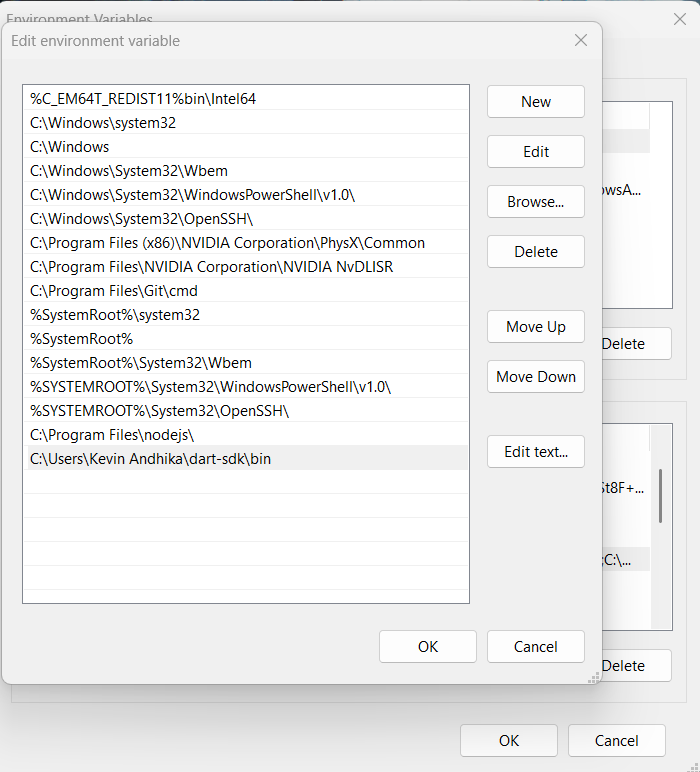 Environment Variables
Edit environment variable
%C_EM64T_REDIST11%bin\Intel64
C:\Windows\system32
C:\Windows
C:\Windows\System32\Wbem
C:\Windows\System32\WindowsPowerShell\v1.0\
C:\Windows\System32\OpenSSH\
C:\Program Files (x86)\NVIDIA Corporation\PhysX\Common
C:\Program Files\NVIDIA Corporation\NVIDIA NvDLISR
C:\Program Files\Git\cmd
%SystemRoot%\system32
%SystemRoot%
%SystemRoot%\System32\Wbem
%SYSTEMROOT%\System32\WindowsPowerShell\v1.0\
%SYSTEMROOT%\System32\OpenSSH\
C:\Program Files\nodejs\
C:\Users\Kevin Andhika\dart-sdk\bin
New
Edit
Browse...
Delete
Move Up
Move Down
Edit text...
OK
Cancel
owsA...
Delete
St8F+...
;C:\...
Delete
OK
Cancel